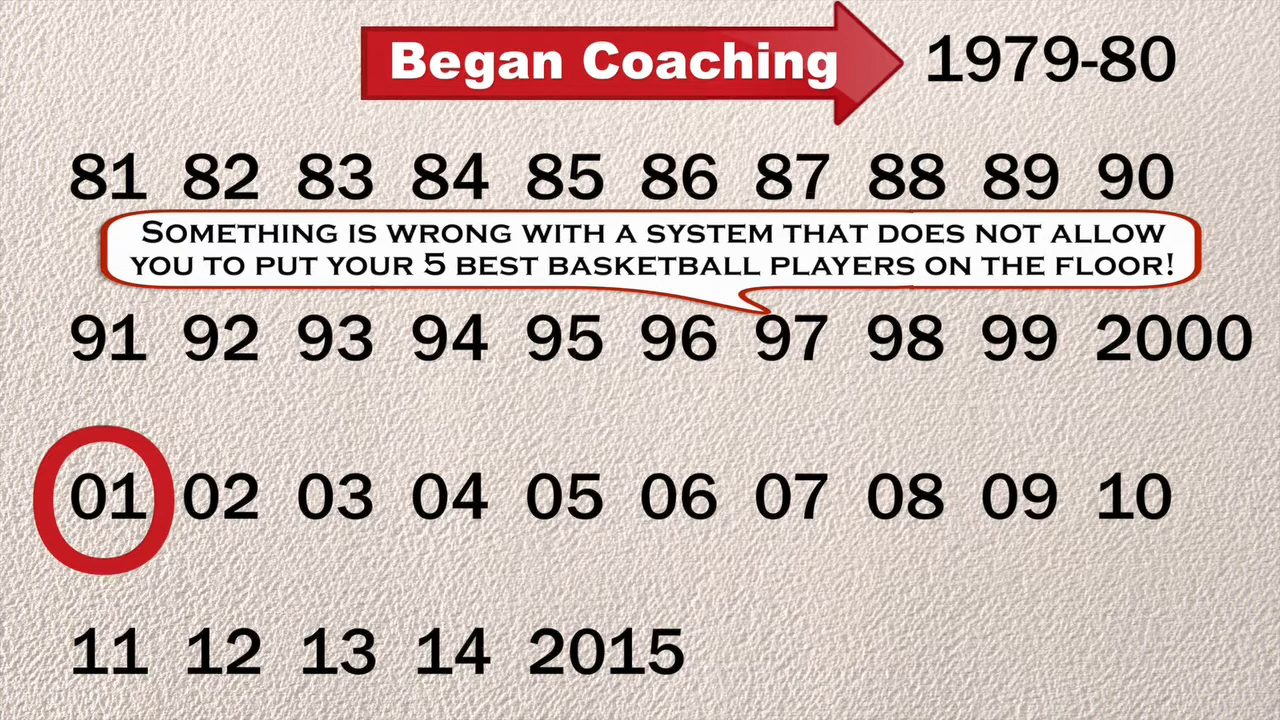 Began Coaching 1979-80
81 82 83 84 85 86 87 88 89 90
SOMETHING IS WRONG WITH A SYSTEM THAT DOES NOT ALLOW
YOU TO PUT YOUR 5 BEST BASKETBALL PLAYERS ON THE FLOOR!
91 92 93 94 95 96 97 98 99 2000
01 02 03 04 05 06 07 08 09 10
11 12 13 14 2015